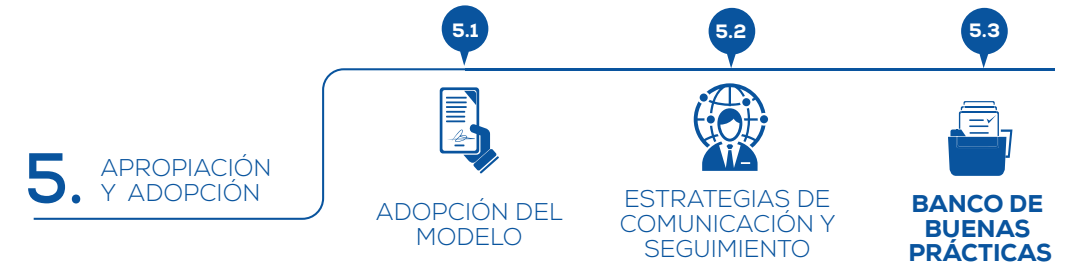 5. APROPIACIÓN
Y ADOPCIÓN
5.1
ADOPCIÓN DEL
MODELO
5.2
ESTRATEGIAS DE
COMUNICACIÓN Y
SEGUIMIENTO
5.3
BANCO DE
BUENAS
PRÁCTICAS